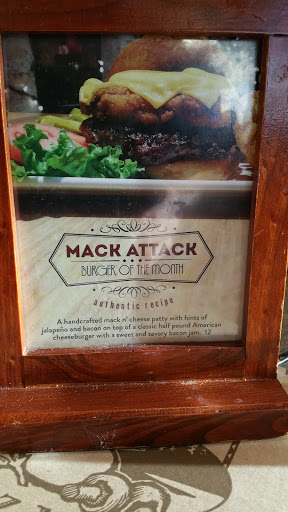 MACK ATTACK
BURGER OF THE MONTH
authentic recipe
A handcrafted mack n' cheese patty with hints of
jalapeño and bacon on top of a classic half pound American
cheeseburger with a sweet and savory bacon jam. 12